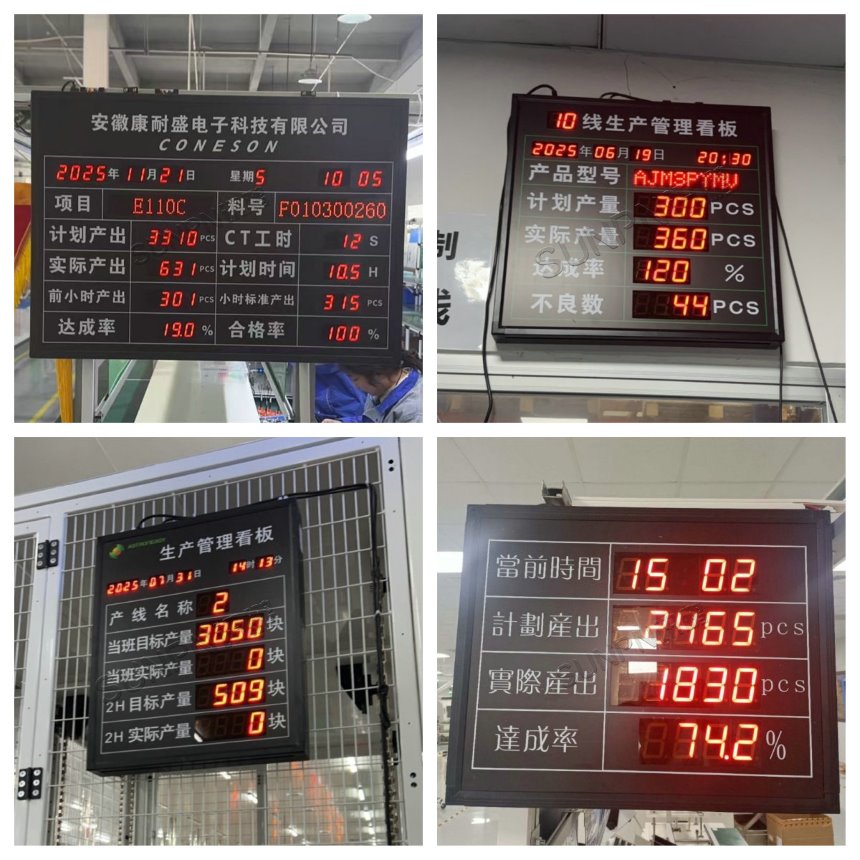 安徽康耐盛电子科技有限公司
CONESON
2025年11月21日 星期5 10 05
项目 E110C 料号 F010300260
计划产出 3310 PCS CT工时 12 S
实际产出 631 PCS 计划时间 10.5 H
前小时产出 301 PCS 小时标准产出 315 PCS
达成率 19.0 % 合格率 100 %
10线生产管理看板
2025年06月19日 20:30
产品型号 AJM3PYMV
计划产量 300 PCS
实际产量 360 PCS
达成率 120 %
不良数 44 PCS
制
生产管理看板
2025年07月31日 14时13分
产线名称 2
当班目标产量 3050 块
当班实际产量 0 块
2H目标产量 509 块
2H实际产量 0 块
當前時間 15 02
計劃産出 2465 pcs
實際産出 1830 pcs
達成率 74.2 %